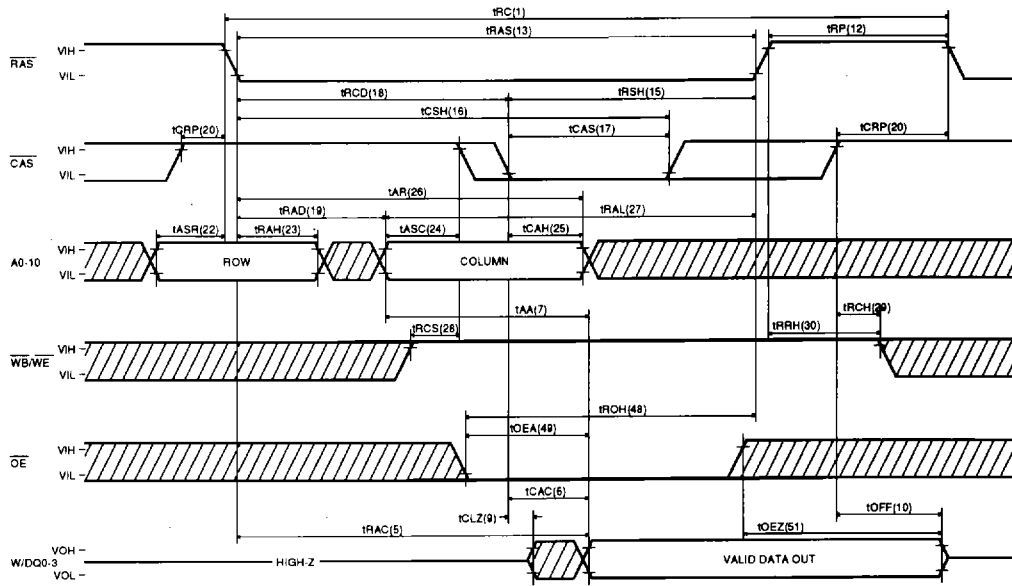 tRC(1)
tRAS(13)
tRP(12)
RAS
VIH
VIL
tRCD(18)
tRSH(15)
tCSH(16)
tCRP(20)
tCAS(17)
tCRP(20)
CAS
VIH
VIL
tAR(26)
tRAD(19)
tRAL(27)
tASR(22)
tRAH(23)
tASC(24)
tCAH(25)
A0-10
VIH
VIL
ROW
COLUMN
tAA(7)
tRCS(28)
tRCH(29)
tRRH(30)
WB/WE
VIH
VIL
tROH(48)
tOEA(49)
OE
VIH
VIL
tCAC(6)
tCLZ(9)
tOFF(10)
tRAC(5)
tOEZ(51)
W/DQ0-3
VOH
VOL
HIGH-Z
VALID DATA OUT